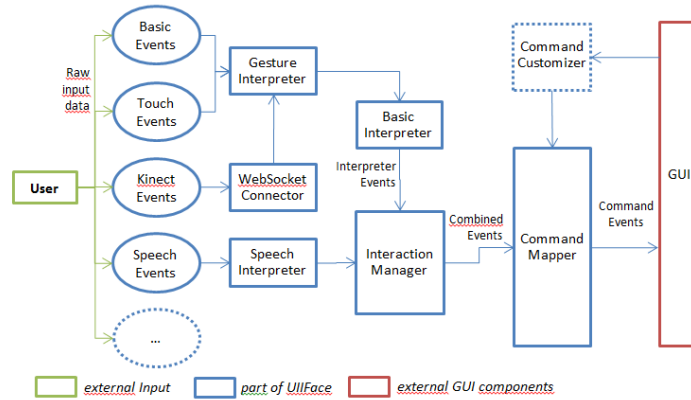 Basic
Events
Raw
input
data
Touch
Events
Gesture
Interpreter
Basic
Interpreter
Command
Customizer
User
Kinect
Events
WebSocket
Connector
Interpreter
Events
Speech
Events
Speech
Interpreter
Interaction
Manager
Combined
Events
Command
Mapper
Command
Events
GUI
...
external Input
part of UIIFace
external GUI components